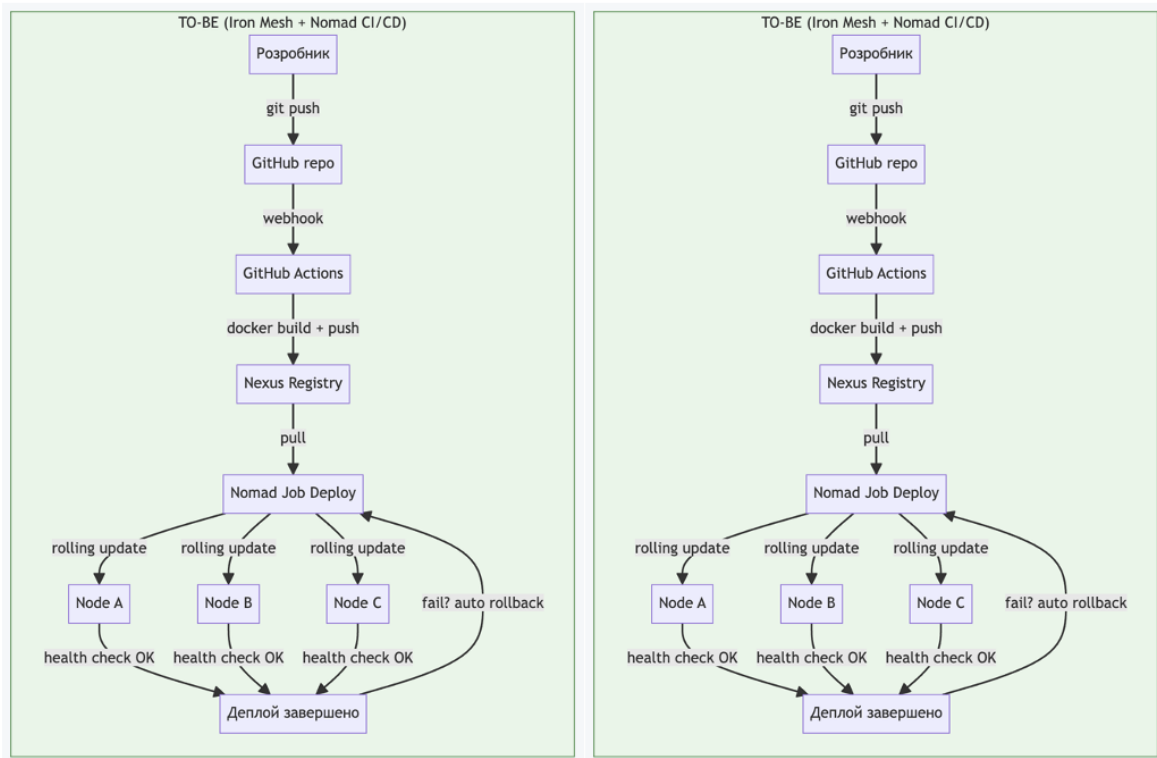 TO-BE (Iron Mesh + Nomad CI/CD)
Розробник
git push
GitHub repo
webhook
GitHub Actions
docker build + push
Nexus Registry
pull
Nomad Job Deploy
rolling update rolling update rolling update
Node A Node B Node C fail? auto rollback
health check OK health check OK health check OK
Деплой завершено
TO-BE (Iron Mesh + Nomad CI/CD)
Розробник
git push
GitHub repo
webhook
GitHub Actions
docker build + push
Nexus Registry
pull
Nomad Job Deploy
rolling update rolling update rolling update
Node A Node B Node C fail? auto rollback
health check OK health check OK health check OK
Деплой завершено